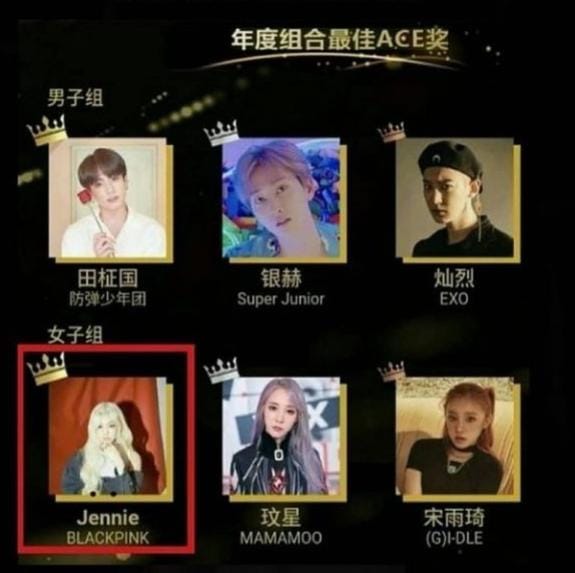 年度组合最佳ACE奖
男子组
田柾国
防弹少年团
银赫
Super Junior
灿烈
EXO
女子组
Jennie
BLACKPINK
玟星
MAMAMOO
宋雨琦
(G)I-DLE